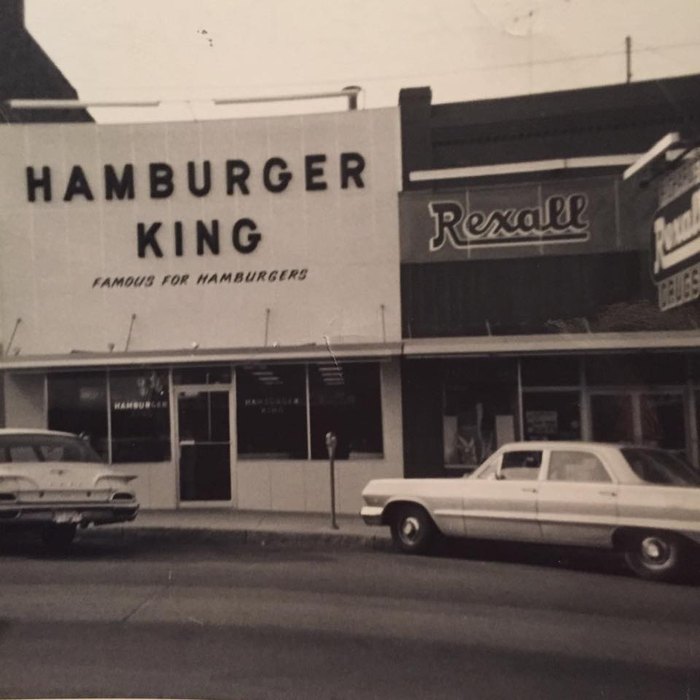 HAMBURGER
KING
FAMOUS FOR HAMBURGERS
Rexall
Rexall
DRUGS
HAMBURGER
HAMBURGER
KING